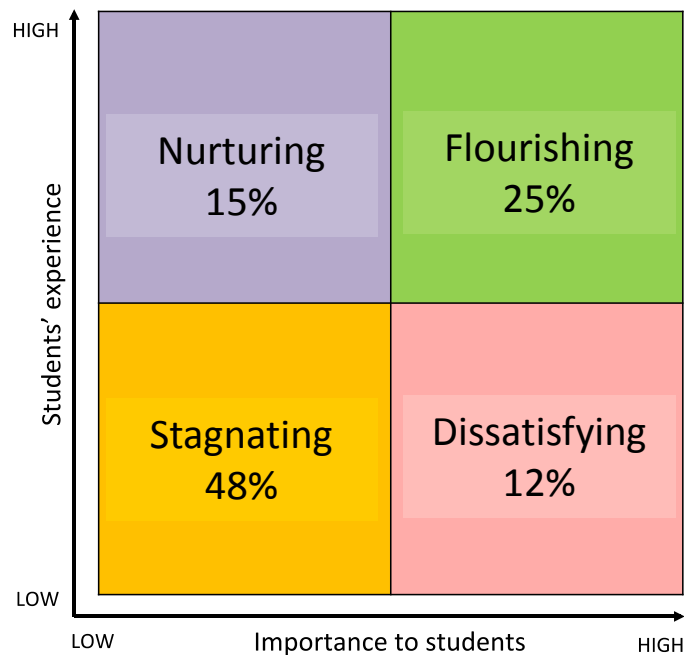 HIGH
Students’ experience
LOW
Nurturing
15%
Flourishing
25%
Stagnating
48%
Dissatisfying
12%
LOW
Importance to students
HIGH